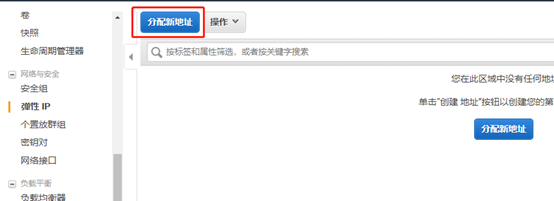 卷
快照
生命周期管理器
网络与安全
安全组
弹性 IP
个置放群组
密钥对
网络接口
负载平衡
负载均衡器
分配新地址
操作
按标签和属性筛选，或者按关键字搜索
您在此区域中没有任何地
单击"创建 地址"按钮以创建您的第
分配新地址